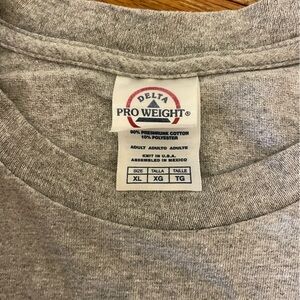 DELTA
PRO WEIGHT®
90% PRESHRUNK COTTON
10% POLYESTER
ADULT ADULTO ADULTE
KNIT IN U.S.A.
ASSEMBLED IN MEXICO
SIZE TALLA TAILLE
XL XG TG